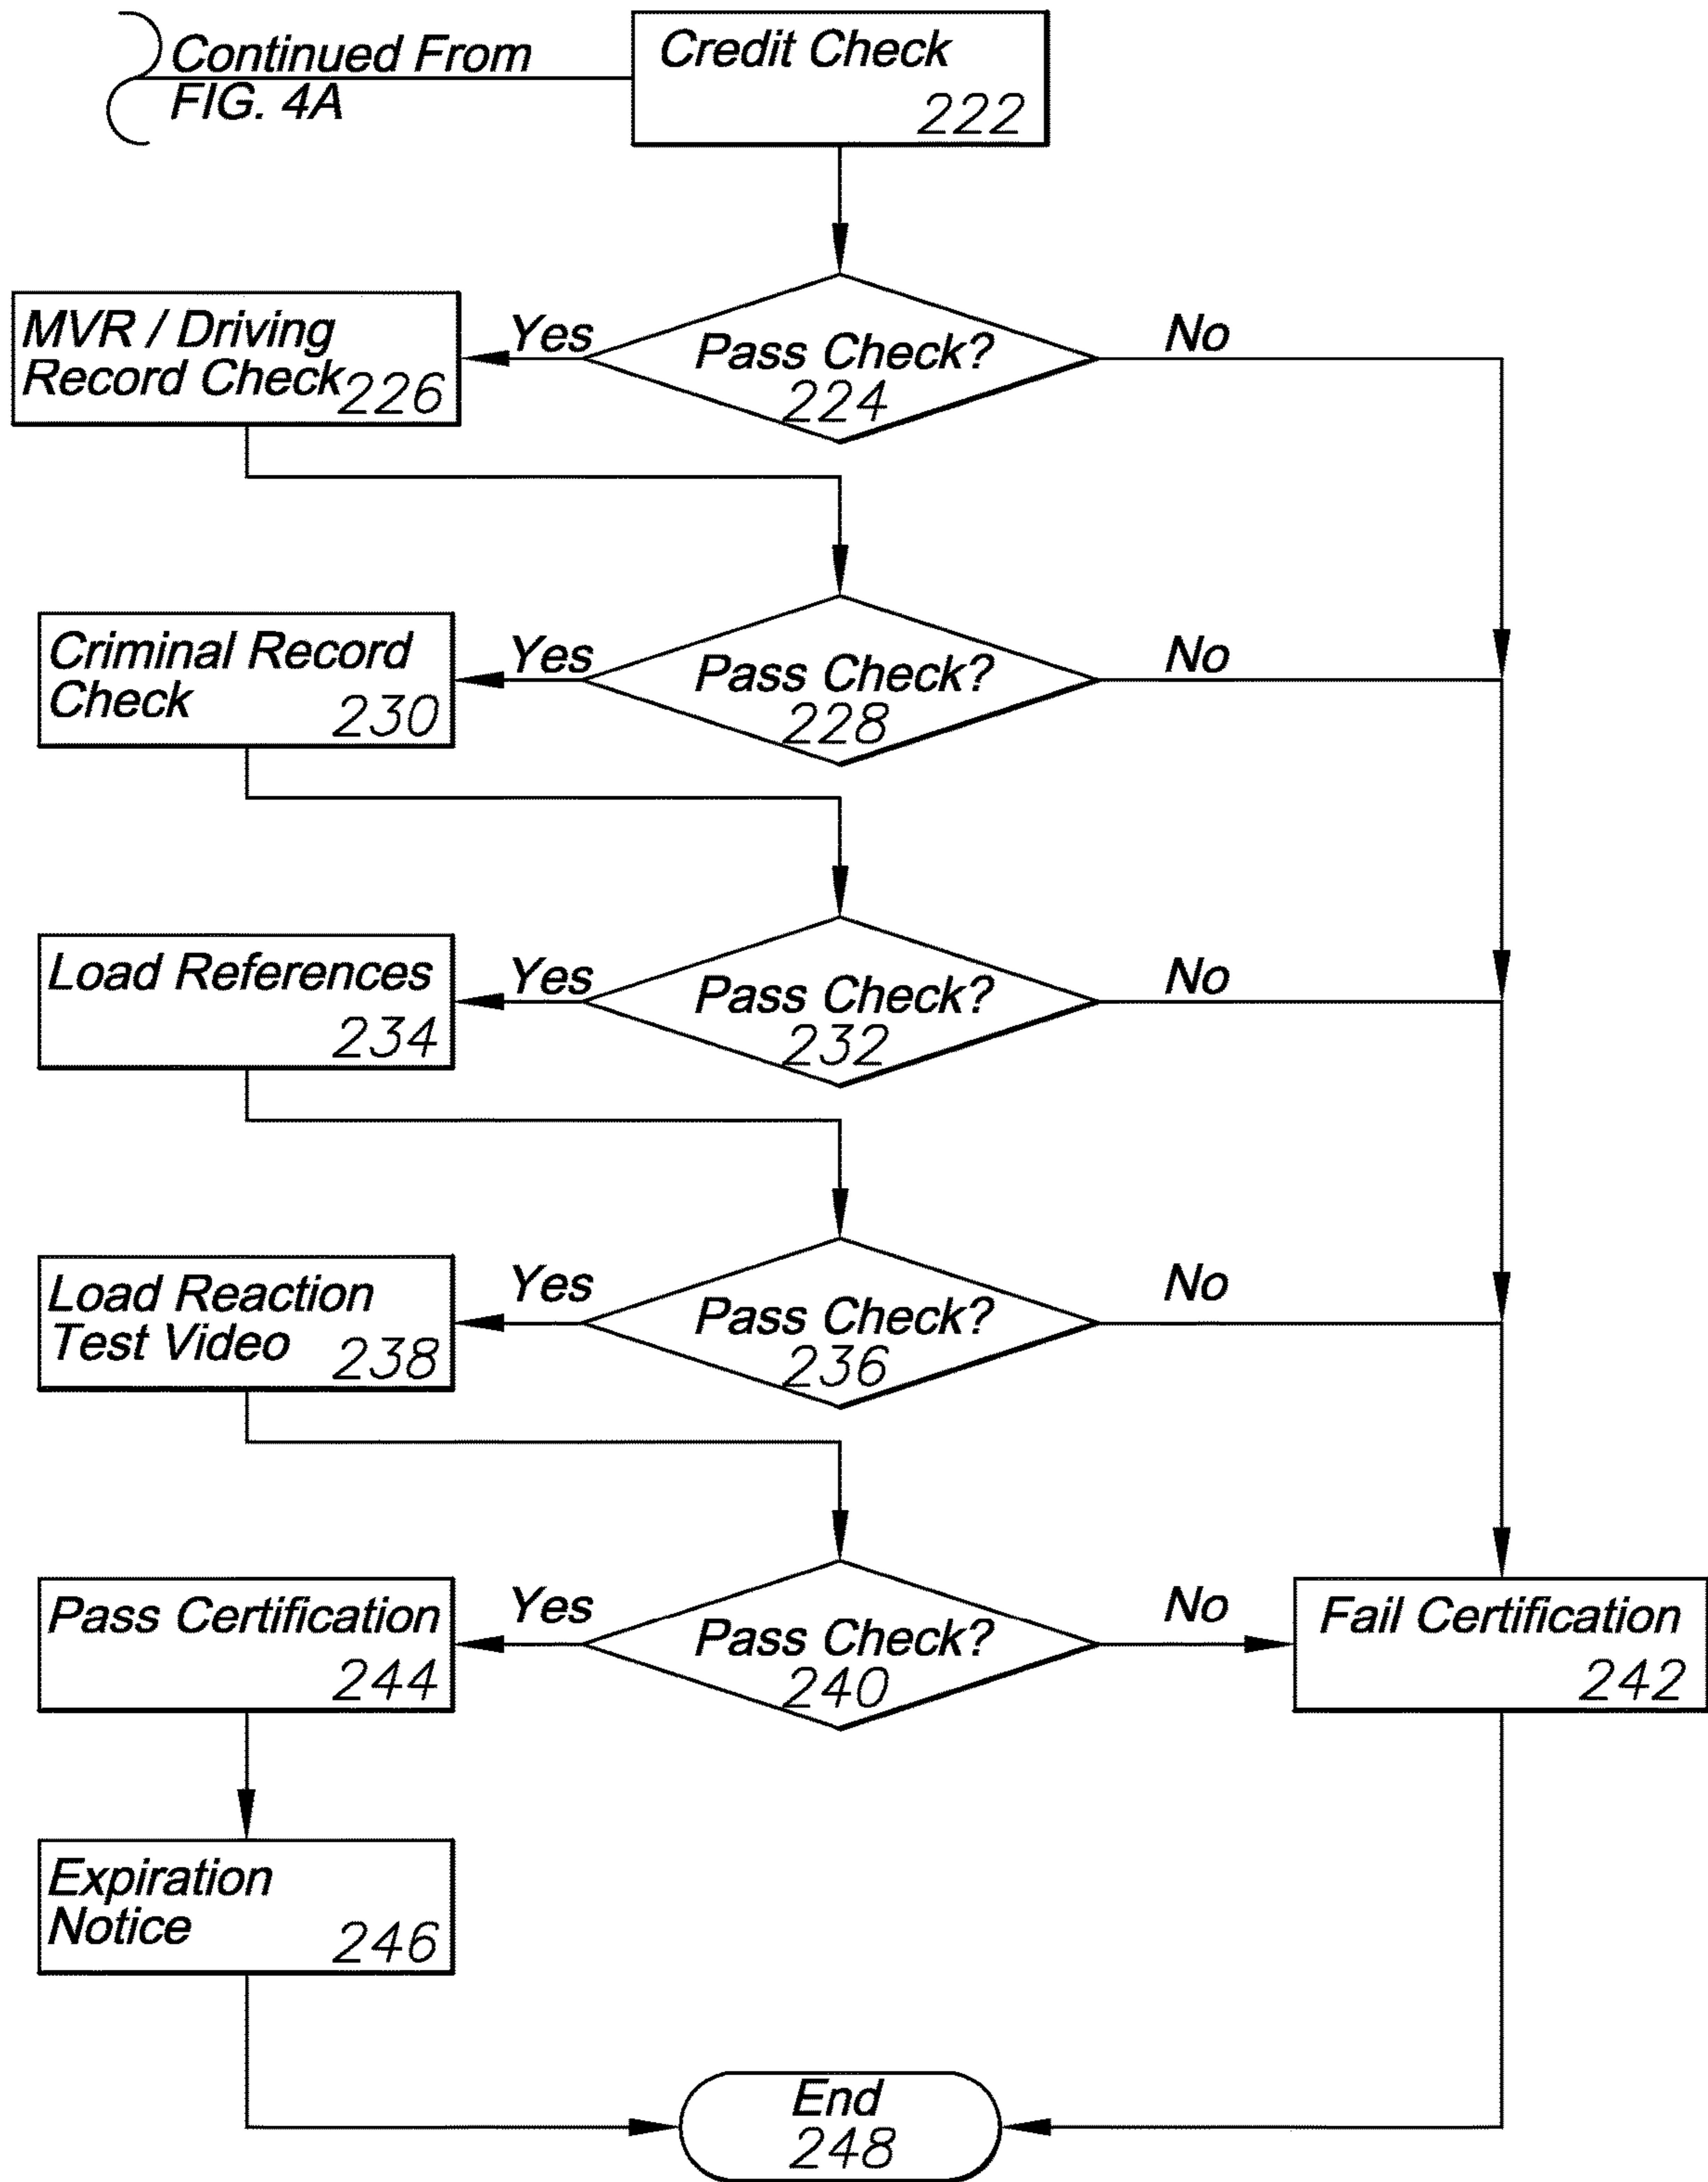 Continued From
FIG. 4A
Credit Check
222
MVR / Driving
Record Check 226
Yes
Pass Check?
224
No
Criminal Record
Check
230
Yes
Pass Check?
228
No
Load References
234
Yes
Pass Check?
232
No
Load Reaction
Test Video
238
Yes
Pass Check?
236
No
Pass Certification
244
Yes
Pass Check?
240
No
Fail Certification
242
Expiration
Notice
246
End
248